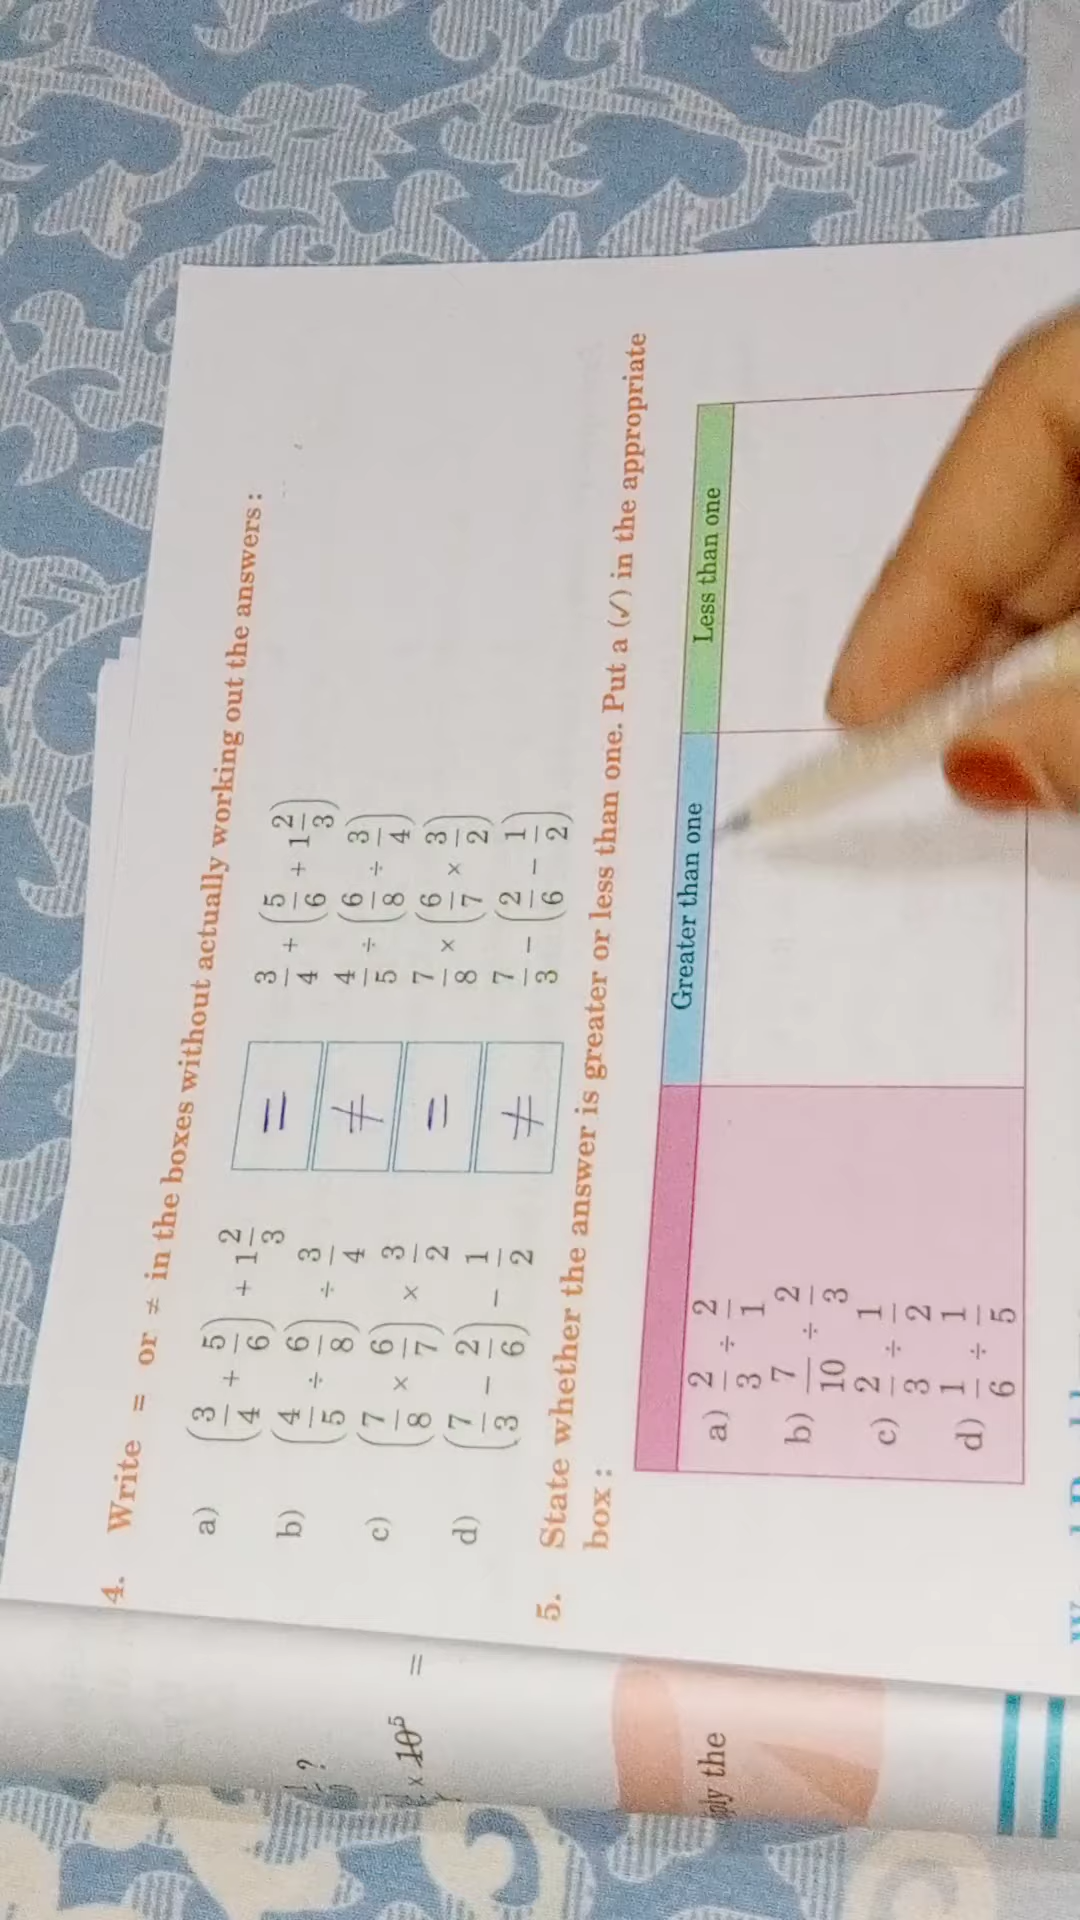 4. Write = or ≠ in the boxes without actually working out the answers :
a) (3/4 + 5/6) + 1 2/3 = 3/4 + (5/6 + 1 2/3)
b) (4/5 ÷ 6/8) ÷ 3/4 ≠ 4/5 ÷ (6/8 ÷ 3/4)
c) (7/8 × 6/7) × 3/2 = 7/8 × (6/7 × 3/2)
d) (7/3 − 2/6) − 1/2 ≠ 7/3 − (2/6 − 1/2)
5. State whether the answer is greater or less than one. Put a (✓) in the appropriate
box :
Greater than one Less than one
a) 2/3 ÷ 2/1
b) 7/10 ÷ 2/3
c) 2/3 ÷ 1/2
d) 1/6 ÷ 1/5
?
× 10⁵ =
the